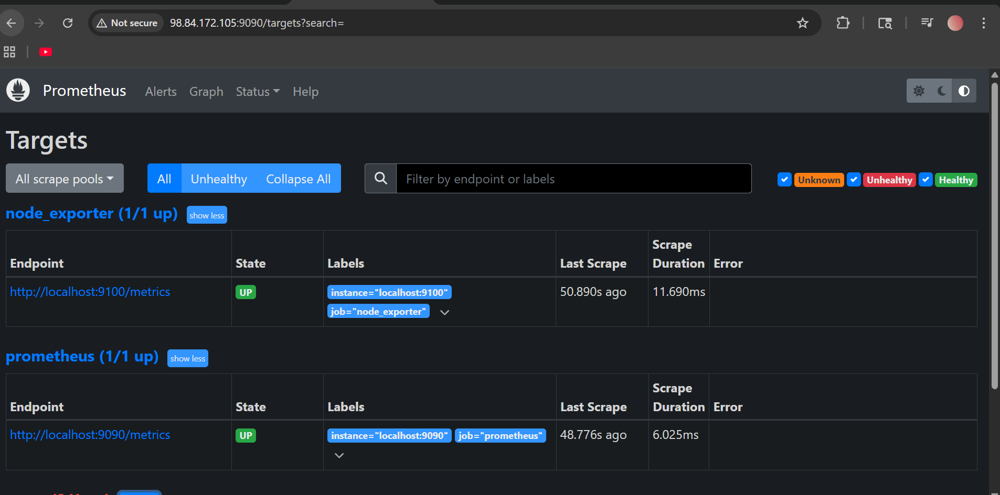 Not secure 98.84.172.105:9090/targets?search=
Prometheus Alerts Graph Status Help
Targets
All scrape pools All Unhealthy Collapse All Filter by endpoint or labels Unknown Unhealthy Healthy
node_exporter (1/1 up) show less
Endpoint State Labels Last Scrape Scrape Duration Error
http://localhost:9100/metrics UP instance="localhost:9100" 50.890s ago 11.690ms
job="node_exporter"
prometheus (1/1 up) show less
Endpoint State Labels Last Scrape Scrape Duration Error
http://localhost:9090/metrics UP instance="localhost:9090" job="prometheus" 48.776s ago 6.025ms